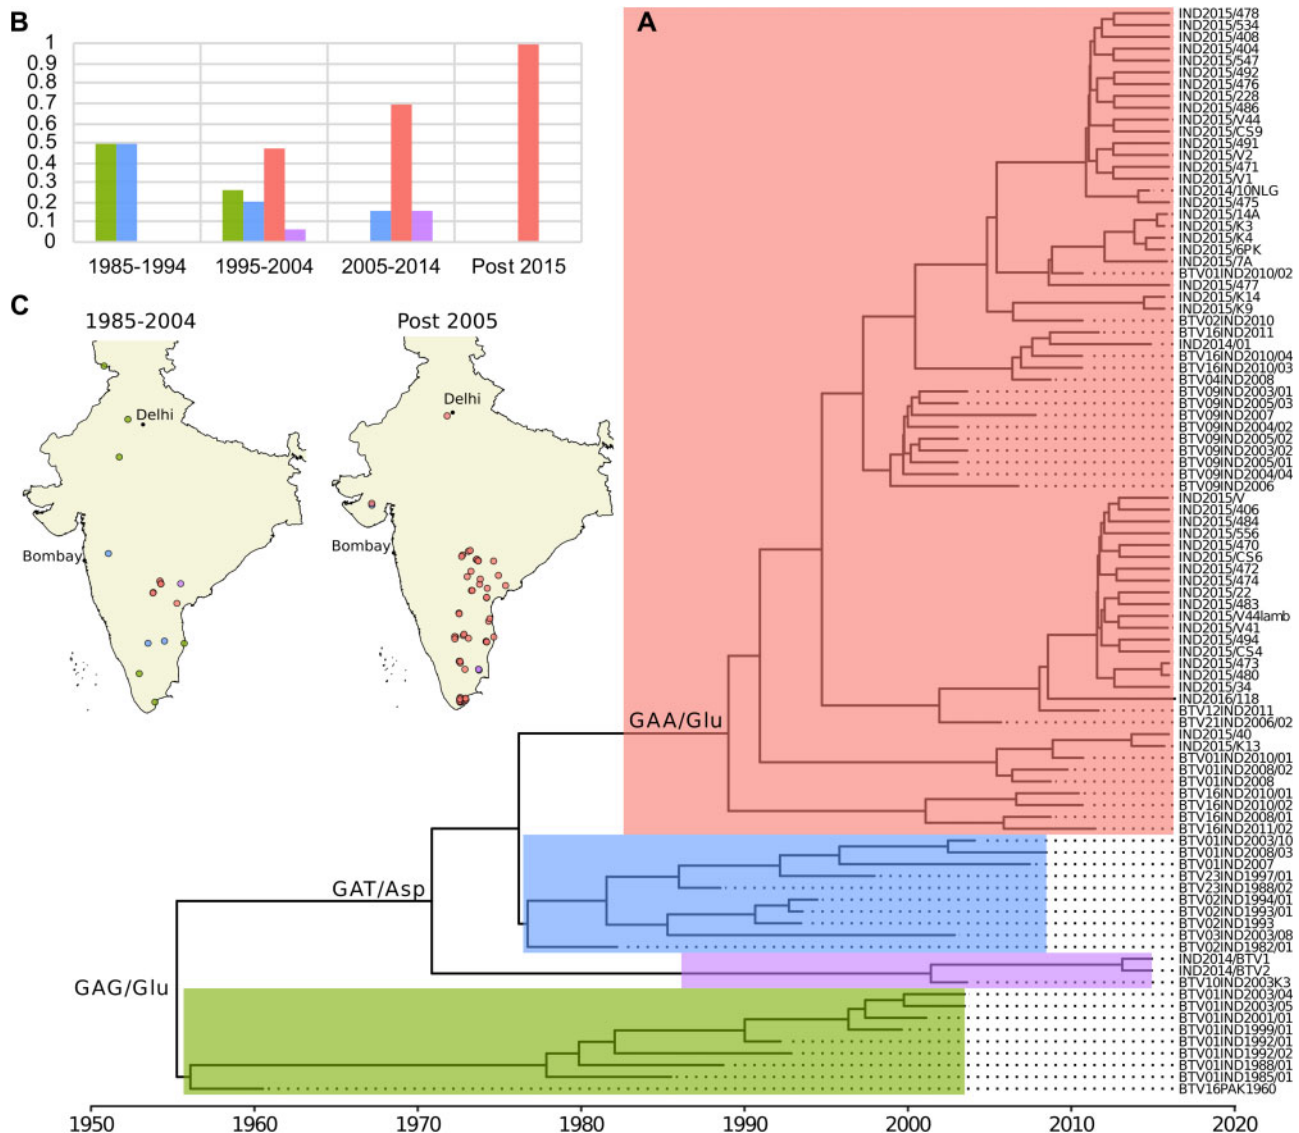 B
1
0.9
0.8
0.7
0.6
0.5
0.4
0.3
0.2
0.1
0
1985-1994
1995-2004
2005-2014
Post 2015
C
1985-2004
Delhi
Bombay
Post 2005
Delhi
Bombay
A
GAA/Glu
GAT/Asp
GAG/Glu
IND2015/478
IND2015/534
IND2015/408
IND2015/404
IND2015/547
IND2015/492
IND2015/476
IND2015/228
IND2015/486
IND2015/V44
IND2015/CS9
IND2015/491
IND2015/V2
IND2015/471
IND2015/V1
IND2014/10NLG
IND2015/475
IND2015/14A
IND2015/K3
IND2015/K4
IND2015/6PK
IND2015/7A
BTV01IND2010/02
IND2015/477
IND2015/K14
IND2015/K9
BTV02IND2010
BTV16IND2011
IND2014/01
BTV16IND2010/04
BTV16IND2010/03
BTV04IND2008
BTV09IND2003/01
BTV09IND2005/03
BTV09IND2007
BTV09IND2004/02
BTV09IND2005/02
BTV09IND2003/02
BTV09IND2005/01
BTV09IND2004/04
BTV09IND2006
IND2015/V
IND2015/406
IND2015/484
IND2015/556
IND2015/470
IND2015/CS6
IND2015/472
IND2015/474
IND2015/22
IND2015/483
IND2015/V44lamb
IND2015/V41
IND2015/494
IND2015/CS4
IND2015/473
IND2015/480
IND2015/34
IND2016/118
BTV12IND2011
BTV21IND2006/02
IND2015/40
IND2015/K13
BTV01IND2010/01
BTV01IND2008/02
BTV01IND2008
BTV16IND2010/01
BTV16IND2010/02
BTV16IND2008/01
BTV16IND2011/02
BTV01IND2003/10
BTV01IND2008/03
BTV01IND2007
BTV23IND1997/01
BTV23IND1988/02
BTV02IND1994/01
BTV02IND1993/01
BTV02IND1993
BTV03IND2003/08
BTV02IND1982/01
IND2014/BTV1
IND2014/BTV2
BTV10IND2003K3
BTV01IND2003/04
BTV01IND2003/05
BTV01IND2001/01
BTV01IND1999/01
BTV01IND1992/01
BTV01IND1992/02
BTV01IND1988/01
BTV01IND1985/01
BTV16PAK1960
1950
1960
1970
1980
1990
2000
2010
2020